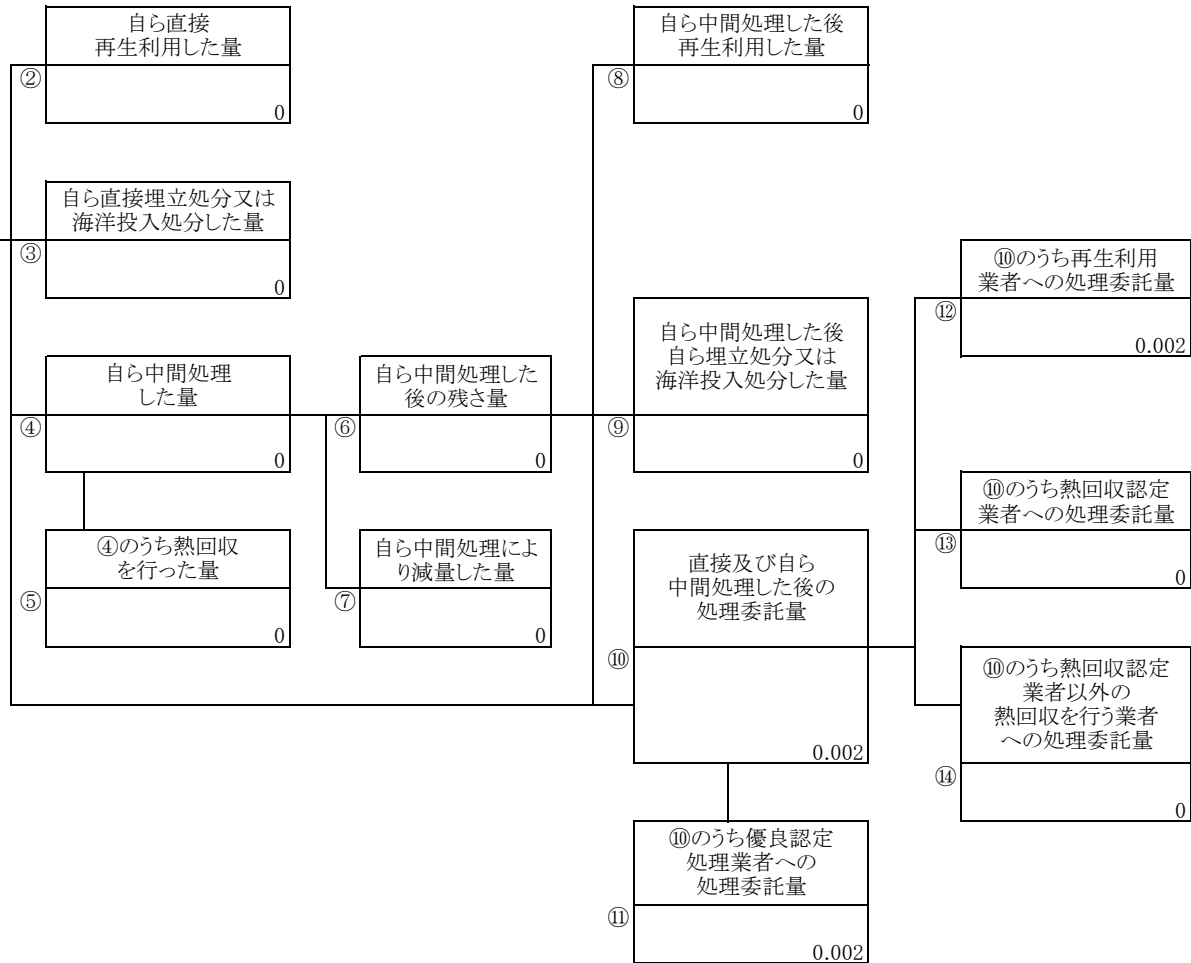 自ら直接
再生利用した量
②
0
自ら直接埋立処分又は
海洋投入処分した量
③
0
自ら中間処理
した量
④
0
④のうち熱回収
を行った量
⑤
0
自ら中間処理した
後の残さ量
⑥
0
自ら中間処理によ
り減量した量
⑦
0
自ら中間処理した後
再生利用した量
⑧
0
自ら中間処理した後
自ら埋立処分又は
海洋投入処分した量
⑨
0
直接及び自ら
中間処理した後の
処理委託量
⑩
0.002
⑩のうち優良認定
処理業者への
処理委託量
⑪
0.002
⑩のうち再生利用
業者への処理委託量
⑫
0.002
⑩のうち熱回収認定
業者への処理委託量
⑬
0
⑩のうち熱回収認定
業者以外の
熱回収を行う業者
への処理委託量
⑭
0